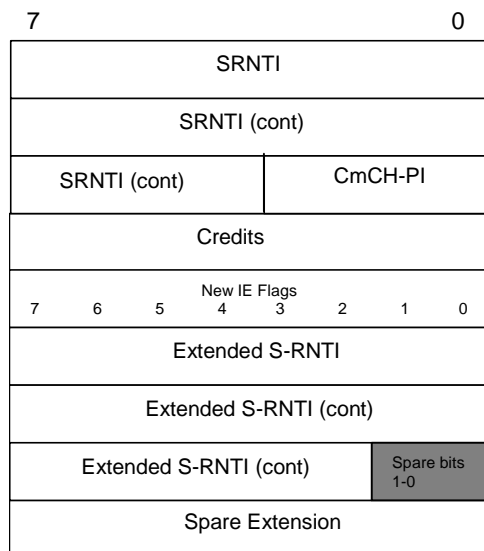 7 0
SRNTI
SRNTI (cont)
SRNTI (cont) CmCH-PI
Credits
New IE Flags
7 6 5 4 3 2 1 0
Extended S-RNTI
Extended S-RNTI (cont)
Extended S-RNTI (cont) Spare bits
1-0
Spare Extension